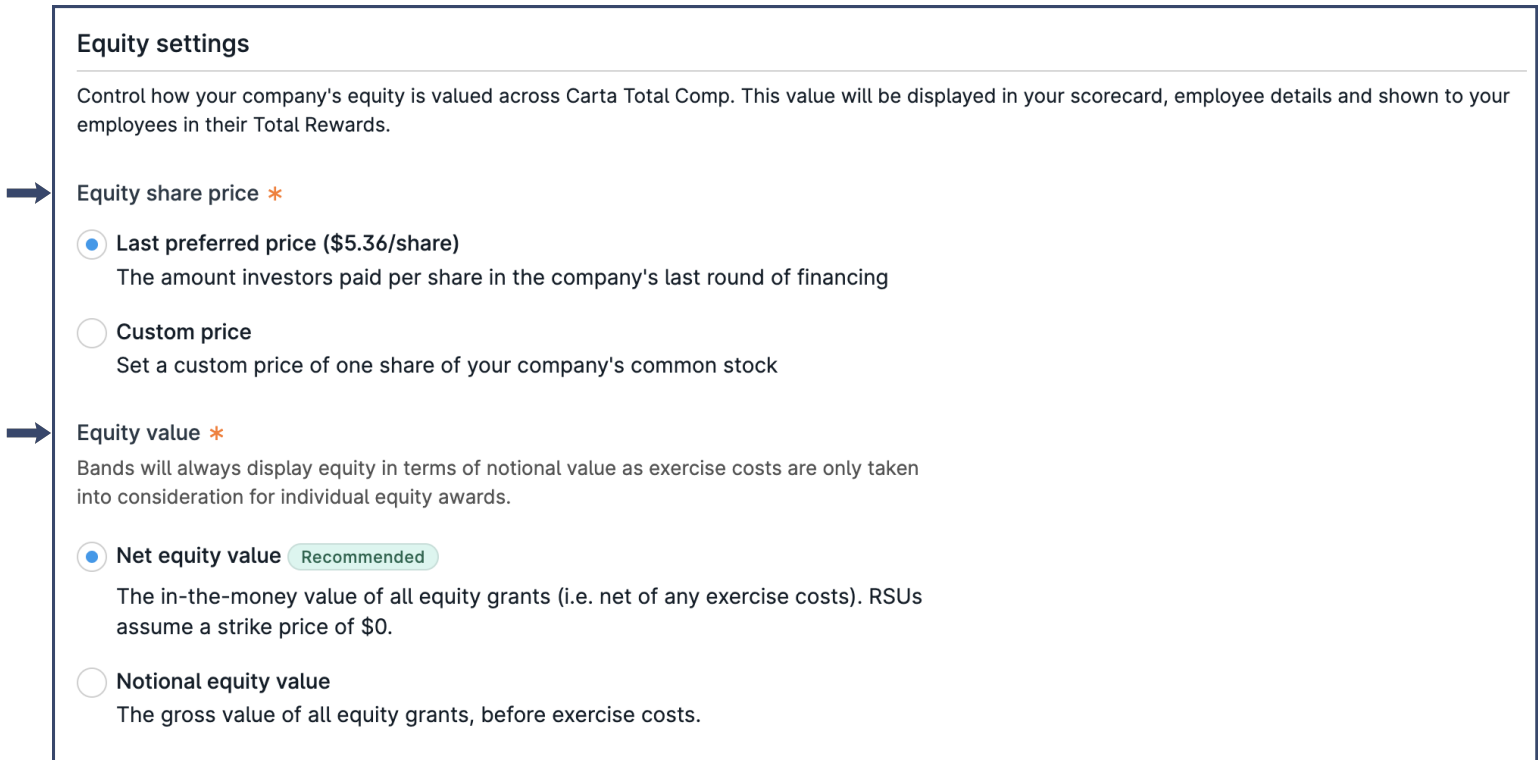 Equity settings
Control how your company's equity is valued across Carta Total Comp. This value will be displayed in your scorecard, employee details and shown to your
employees in their Total Rewards.
Equity share price *
Last preferred price ($5.36/share)
The amount investors paid per share in the company's last round of financing
Custom price
Set a custom price of one share of your company's common stock
Equity value *
Bands will always display equity in terms of notional value as exercise costs are only taken
into consideration for individual equity awards.
Net equity value Recommended
The in-the-money value of all equity grants (i.e. net of any exercise costs). RSUs
assume a strike price of $0.
Notional equity value
The gross value of all equity grants, before exercise costs.